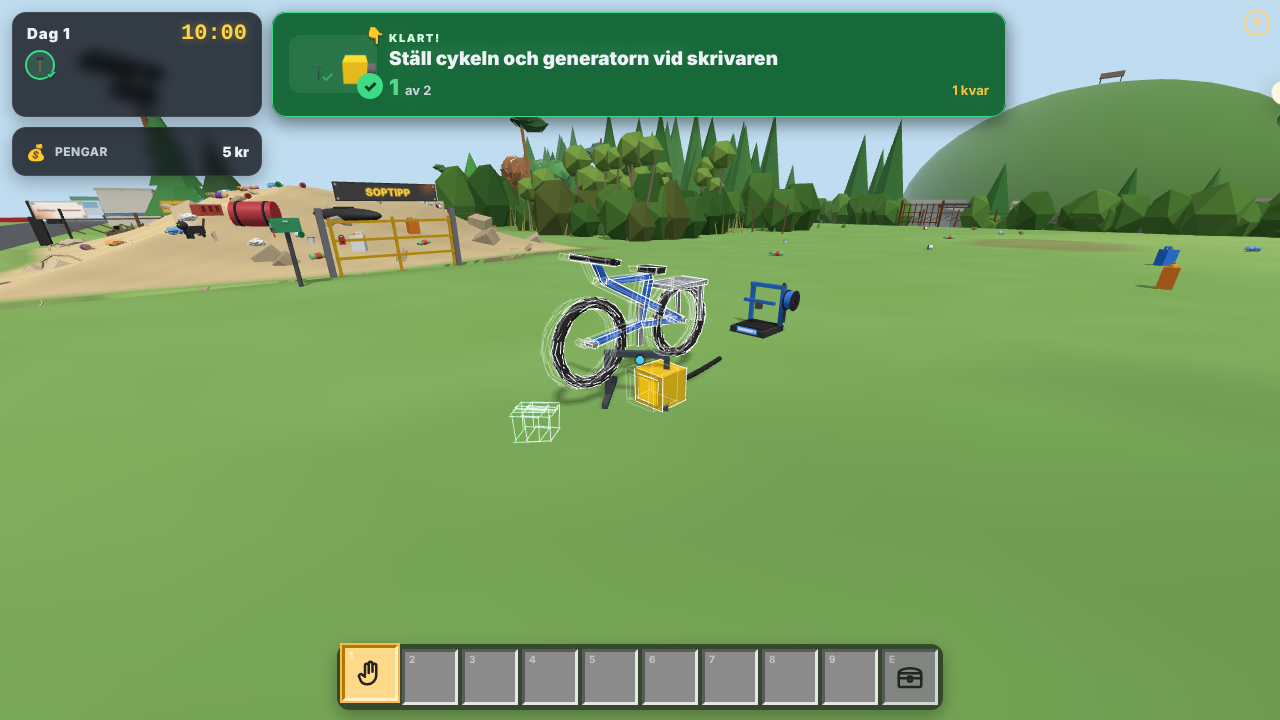 Dag 1
10:00
PENGAR
5 kr
KLART!
Ställ cykeln och generatorn vid skrivaren
1 av 2
1 kvar
SOPTIPP
1
2
3
4
5
6
7
8
9
E